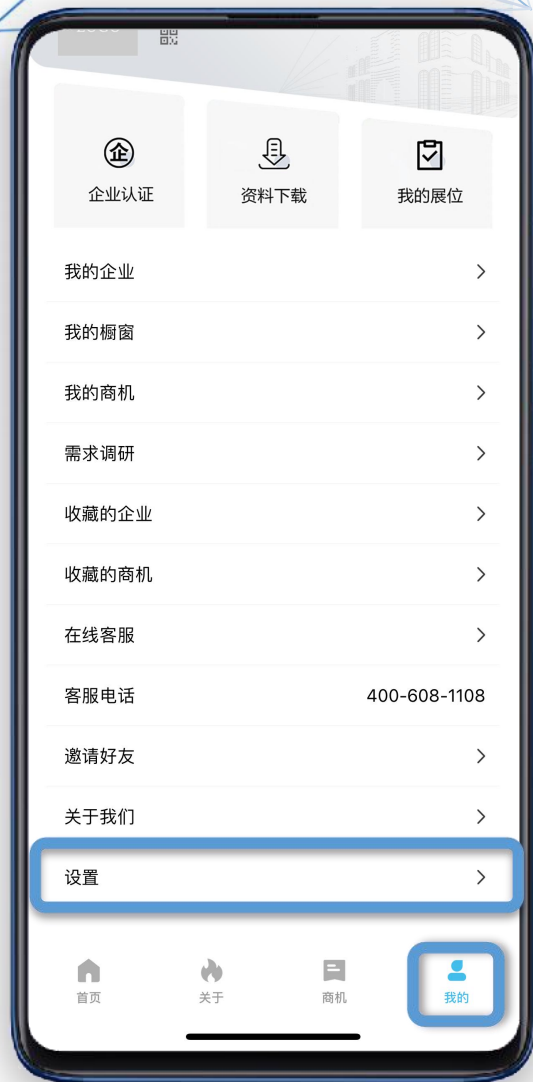 企
企业认证
资料下载
我的展位
我的企业
我的橱窗
我的商机
需求调研
收藏的企业
收藏的商机
在线客服
客服电话 400-608-1108
邀请好友
关于我们
设置
首页
关于
商机
我的